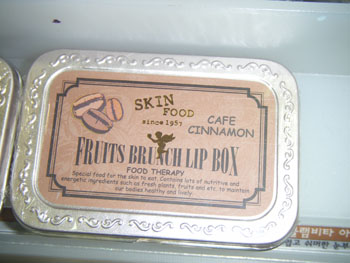 SKIN
FOOD
since 1957
CAFE
CINNAMON
FRUITS BRUNCH LIP BOX
FOOD THERAPY
Special food for the skin to eat. Contains lots of nutritive and
energetic ingredients such as fresh plants, fruits and etc. to maintain
our bodies healthy and lively.